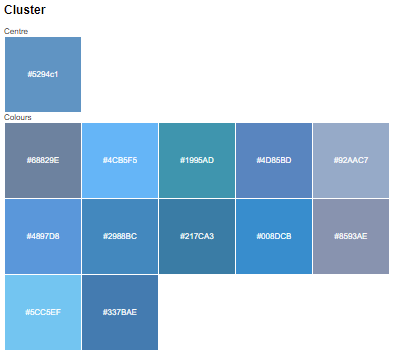 Cluster
Centre
#5294c1
Colours
#68829E #4CB5F5 #1995AD #4D85BD #92AAC7
#4897D8 #2988BC #217CA3 #008DCB #8593AE
#5CC5EF #337BAE